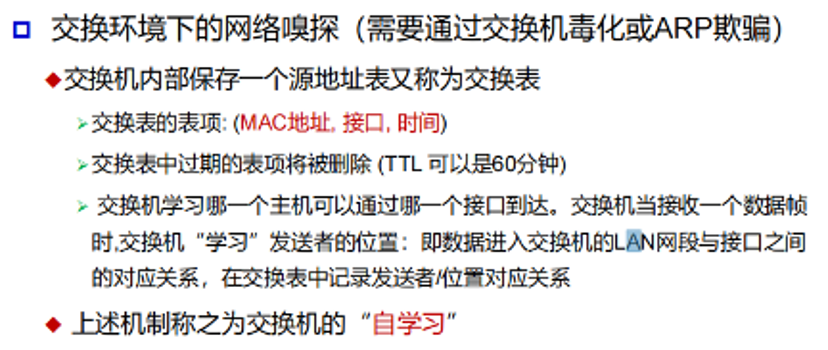 交换环境下的网络嗅探（需要通过交换机毒化或ARP欺骗）
交换机内部保存一个源地址表又称为交换表
交换表的表项: (MAC地址, 接口, 时间)
交换表中过期的表项将被删除 (TTL 可以是60分钟)
交换机学习哪一个主机可以通过哪一个接口到达。交换机当接收一个数据帧
时,交换机“学习”发送者的位置：即数据进入交换机的LAN网段与接口之间
的对应关系，在交换表中记录发送者/位置对应关系
上述机制称之为交换机的“自学习”